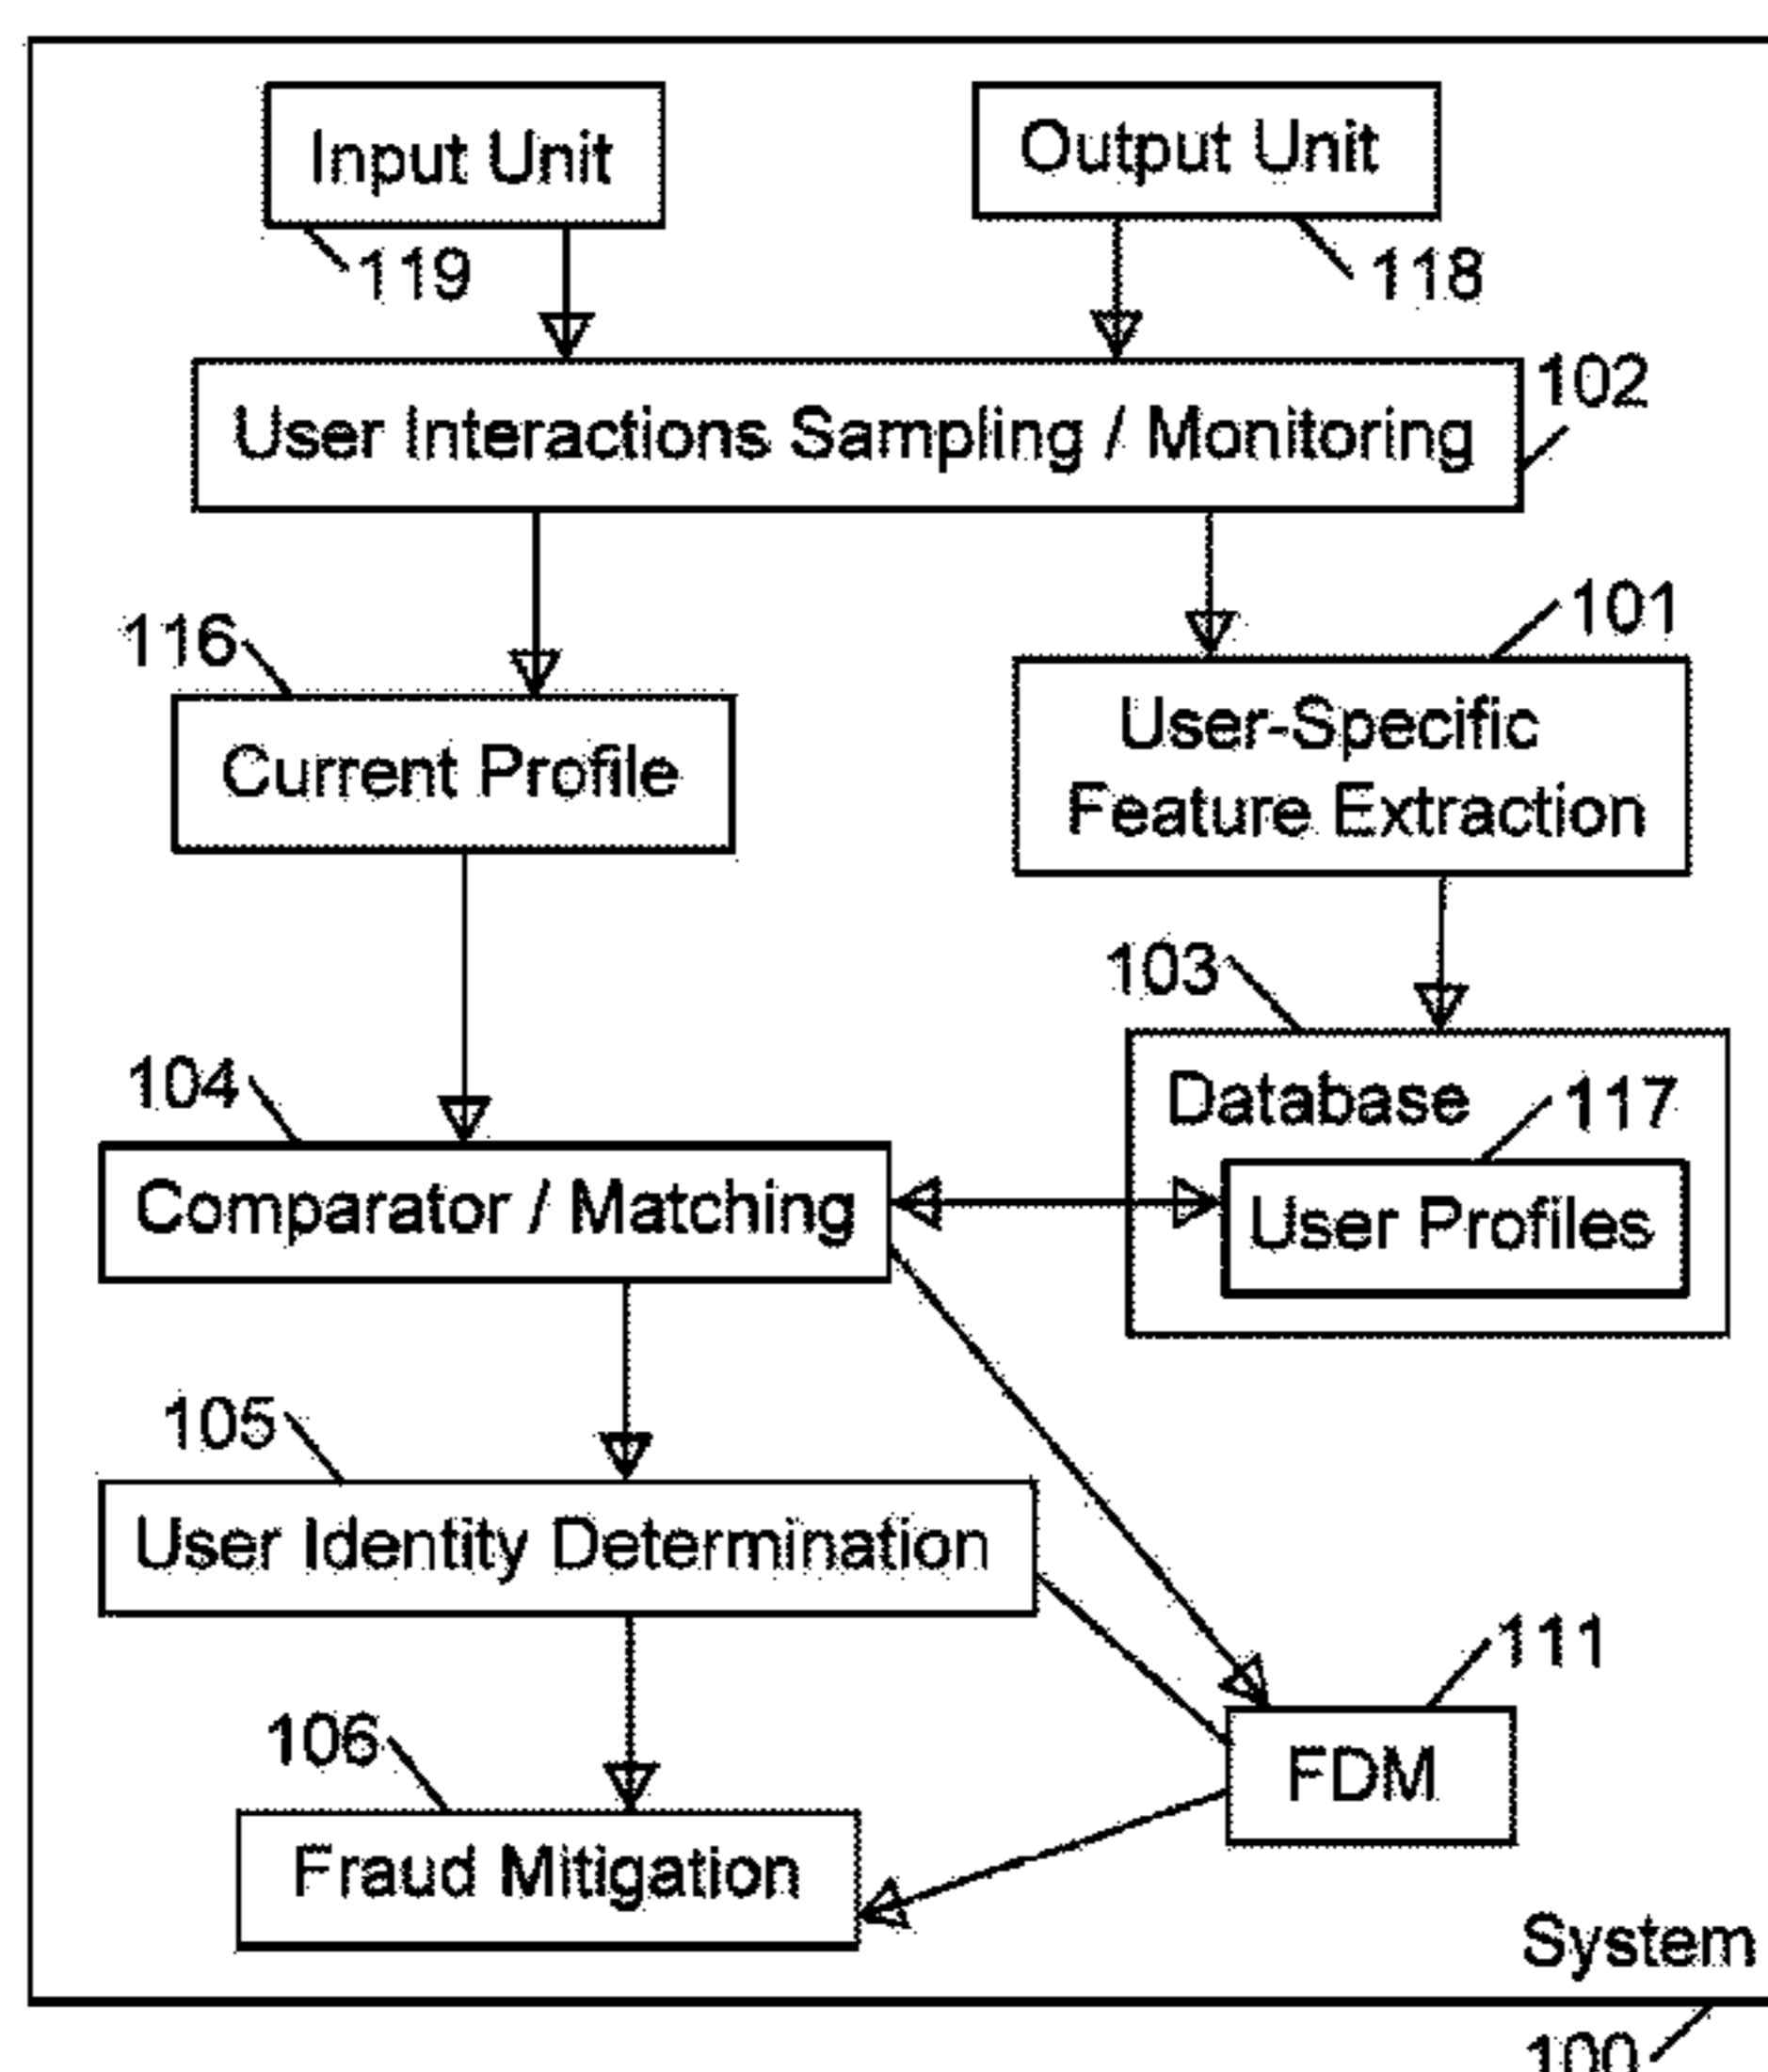 Input Unit
Output Unit
119
118
102
User Interactions Sampling / Monitoring
101
116
User-Specific
Feature Extraction
Current Profile
103
104
Database
117
Comparator / Matching
User Profiles
105
User Identity Determination
111
106
FDM
Fraud Mitigation
System
100